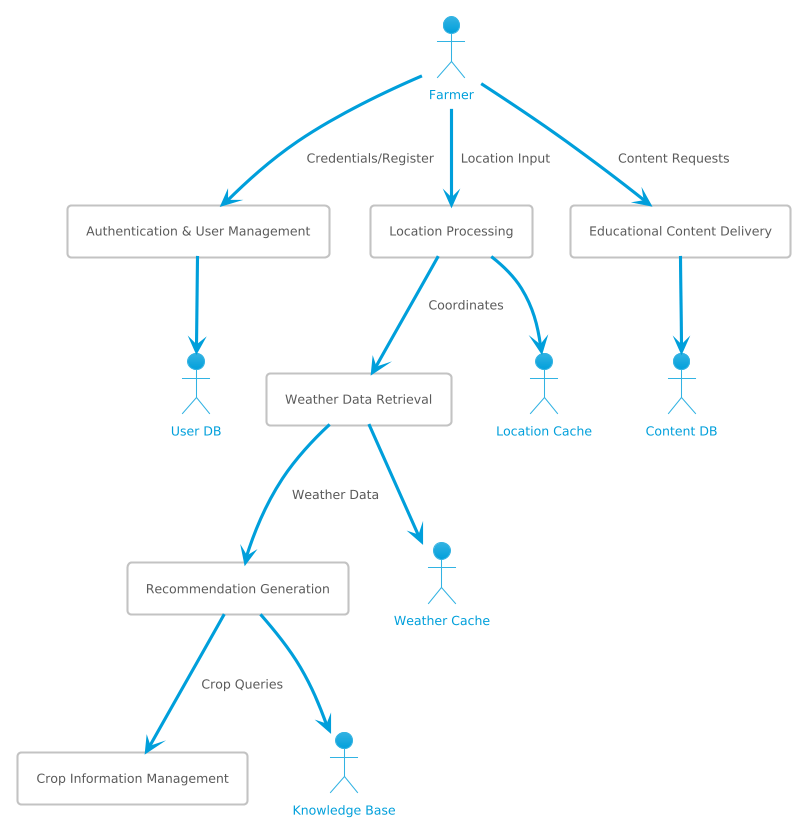 Farmer
Credentials/Register
Location Input
Content Requests
Authentication & User Management
Location Processing
Educational Content Delivery
Coordinates
Weather Data Retrieval
User DB
Location Cache
Content DB
Weather Data
Recommendation Generation
Weather Cache
Crop Queries
Crop Information Management
Knowledge Base